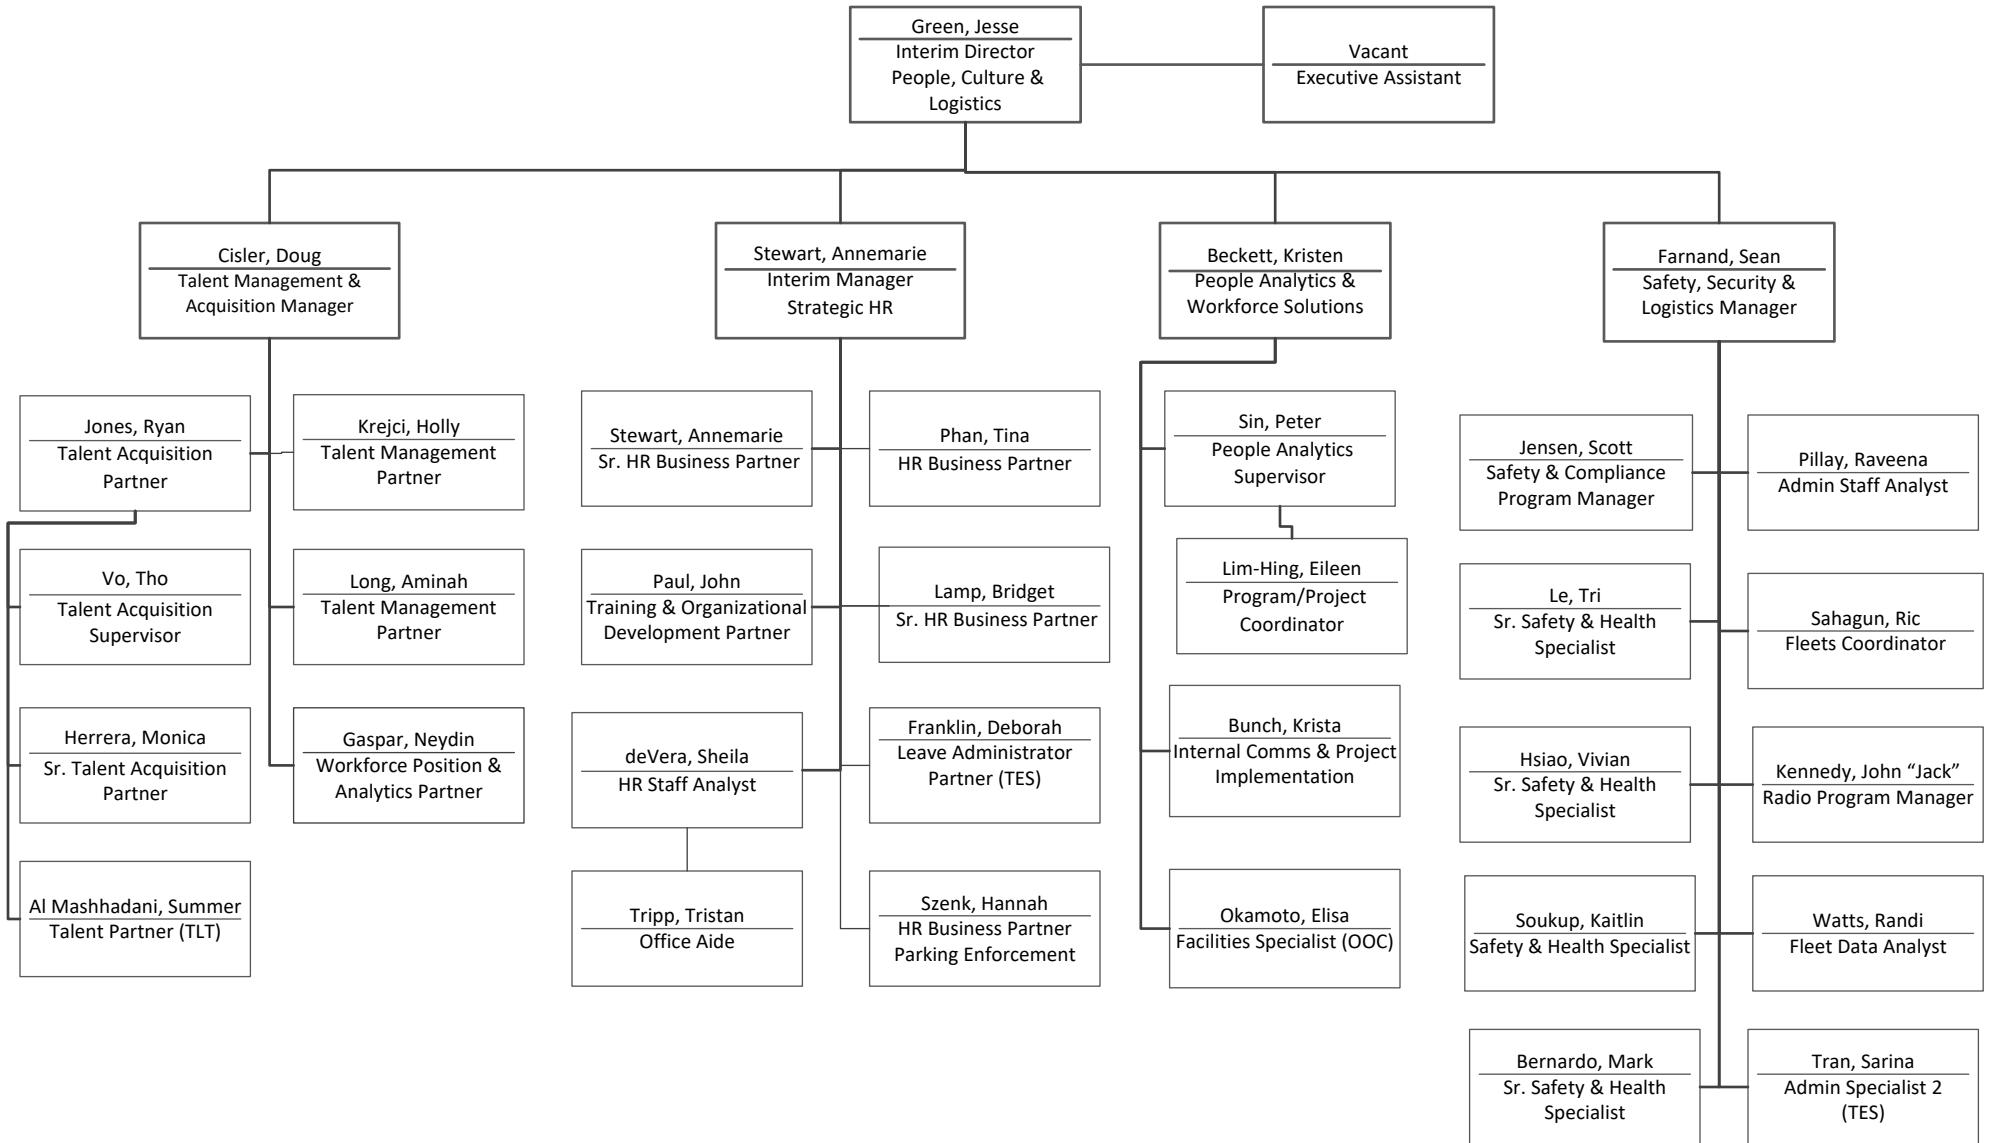 Green, Jesse
Interim Director
People, Culture &
Logistics
Vacant
Executive Assistant
Cisler, Doug
Talent Management &
Acquisition Manager
Stewart, Annemarie
Interim Manager
Strategic HR
Beckett, Kristen
People Analytics &
Workforce Solutions
Farnand, Sean
Safety, Security &
Logistics Manager
Jones, Ryan
Talent Acquisition
Partner
Krejci, Holly
Talent Management
Partner
Vo, Tho
Talent Acquisition
Supervisor
Long, Aminah
Talent Management
Partner
Herrera, Monica
Sr. Talent Acquisition
Partner
Gaspar, Neydin
Workforce Position &
Analytics Partner
Al Mashhadani, Summer
Talent Partner (TLT)
Stewart, Annemarie
Sr. HR Business Partner
Phan, Tina
HR Business Partner
Paul, John
Training & Organizational
Development Partner
Lamp, Bridget
Sr. HR Business Partner
deVera, Sheila
HR Staff Analyst
Franklin, Deborah
Leave Administrator
Partner (TES)
Tripp, Tristan
Office Aide
Szenk, Hannah
HR Business Partner
Parking Enforcement
Sin, Peter
People Analytics
Supervisor
Lim-Hing, Eileen
Program/Project
Coordinator
Bunch, Krista
Internal Comms & Project
Implementation
Okamoto, Elisa
Facilities Specialist (OOC)
Jensen, Scott
Safety & Compliance
Program Manager
Pillay, Raveena
Admin Staff Analyst
Le, Tri
Sr. Safety & Health
Specialist
Sahagun, Ric
Fleets Coordinator
Hsiao, Vivian
Sr. Safety & Health
Specialist
Kennedy, John “Jack”
Radio Program Manager
Soukup, Kaitlin
Safety & Health Specialist
Watts, Randi
Fleet Data Analyst
Bernardo, Mark
Sr. Safety & Health
Specialist
Tran, Sarina
Admin Specialist 2
(TES)